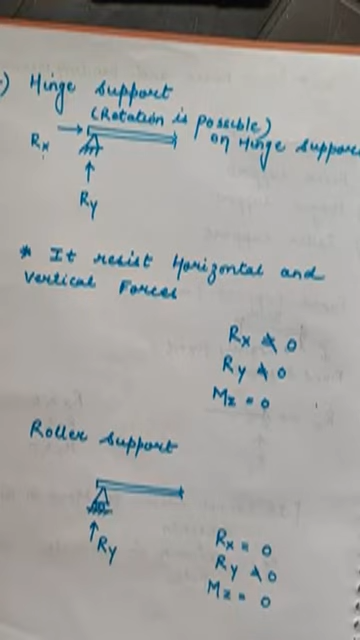 ) Hinge Support
(Rotation is possible)
on Hinge Suppor
Rx
Ry
* It resist Horizontal and
vertical Forces
Rx ≠ 0
Ry ≠ 0
Mz = 0
Roller Support
Ry
Rx = 0
Ry ≠ 0
Mz = 0